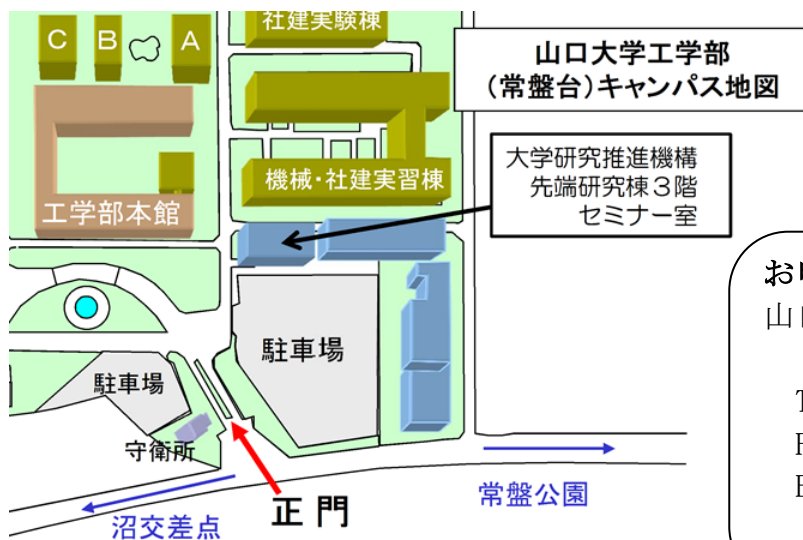 社建実験棟
C B A
山口大学工学部
(常盤台)キャンパス地図
大学研究推進機構
先端研究棟3階
セミナー室
機械・社建実習棟
工学部本館
駐車場
駐車場
守衛所
正門
常盤公園
沼交差点
お
山口